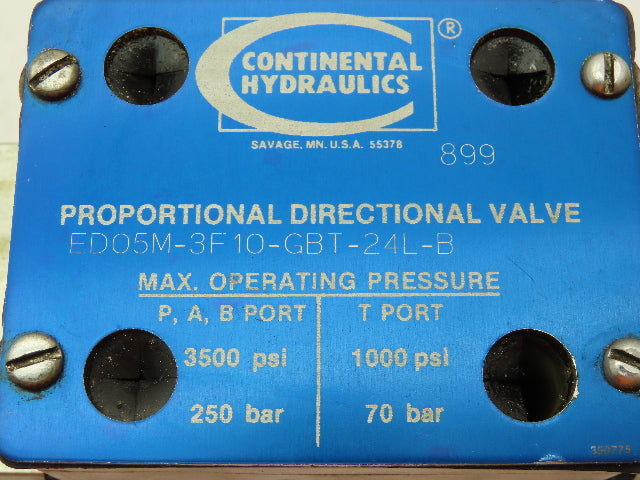 CONTINENTAL ®
HYDRAULICS
SAVAGE, MN. U.S.A. 55378
899
PROPORTIONAL DIRECTIONAL VALVE
ED05M-3F10-GBT-24L-B
MAX. OPERATING PRESSURE
P, A, B PORT T PORT
3500 psi 1000 psi
250 bar 70 bar
350775